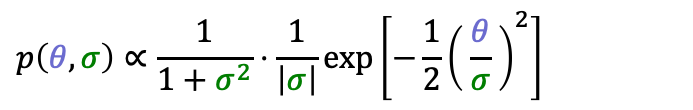 p(θ, σ) ∝ 1/(1 + σ²) · 1/|σ| exp[−1/2 (θ/σ)²]